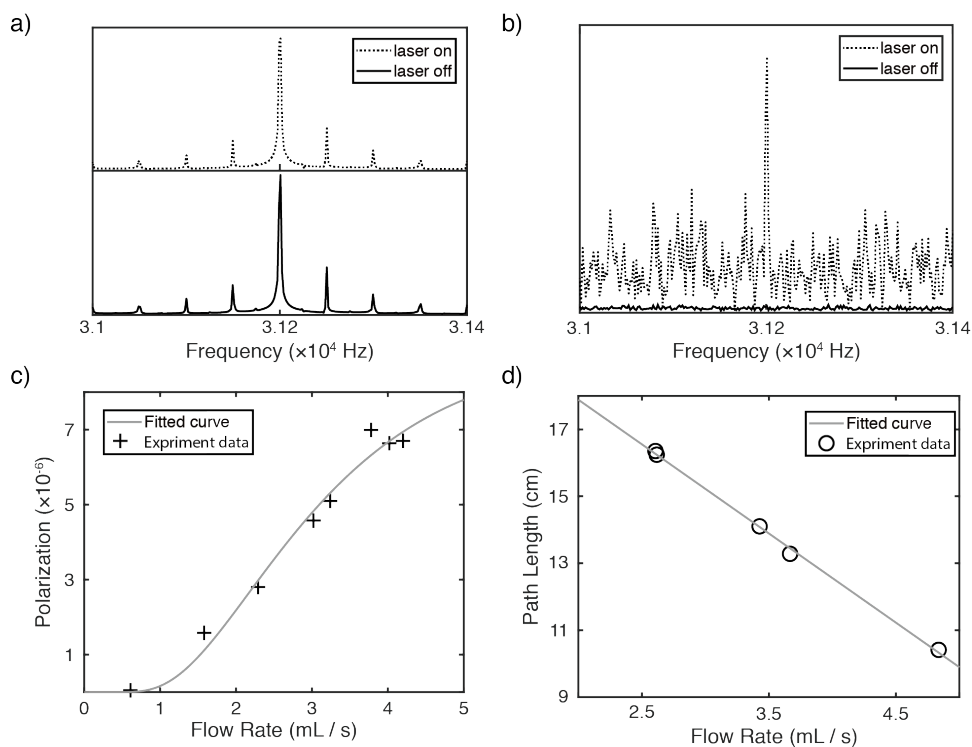 a)
laser on
laser off
3.1
3.12
3.14
Frequency (×10⁴ Hz)
b)
laser on
laser off
3.1
3.12
3.14
Frequency (×10⁴ Hz)
c)
Fitted curve
Expriment data
7
5
3
1
Polarization (×10⁻⁶)
0
1
2
3
4
5
Flow Rate (mL / s)
d)
Fitted curve
Expriment data
17
15
13
11
9
Path Length (cm)
2.5
3.5
4.5
Flow Rate (mL / s)